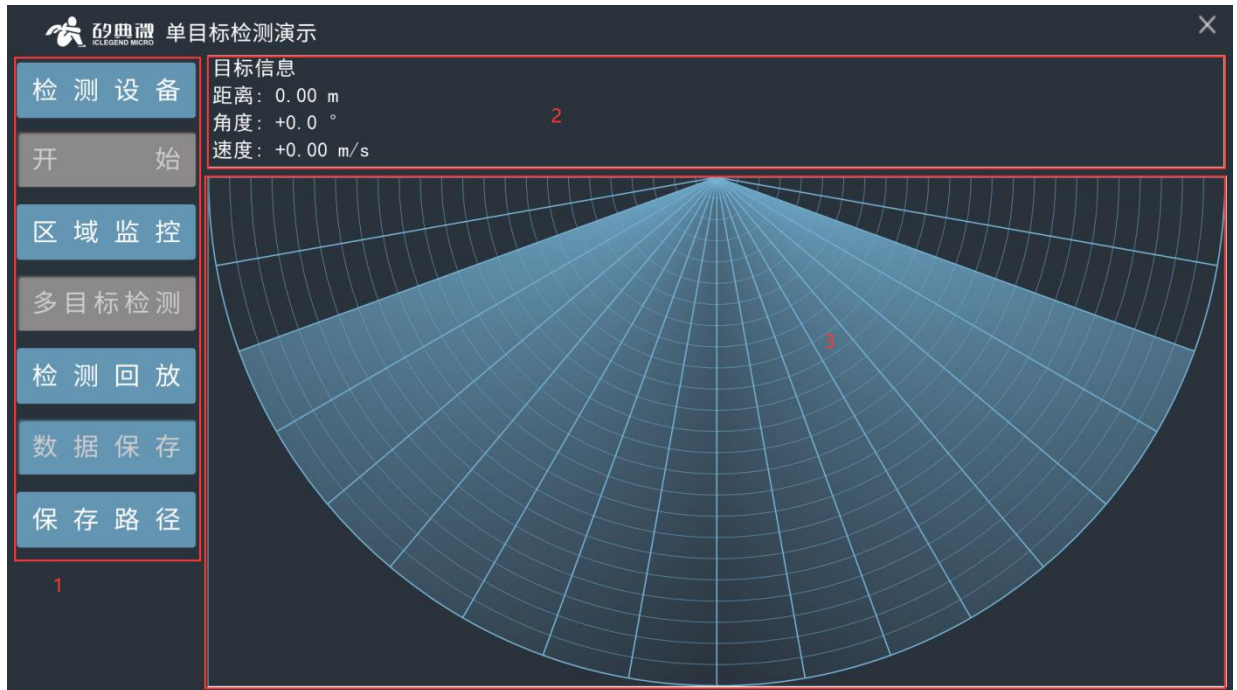 矽典微 单目标检测演示
ICLEGEND MICRO
检测设备
开始
区域监控
多目标检测
检测回放
数据保存
保存路径
1
目标信息
距离: 0.00 m
角度: +0.0 °
速度: +0.00 m/s
2
3